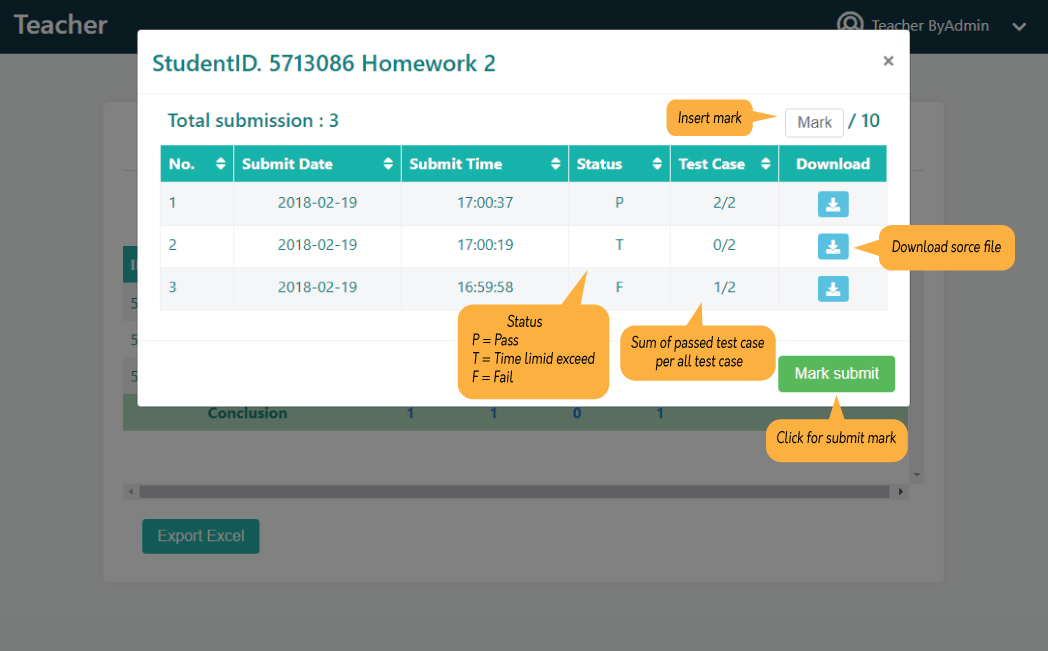 Teacher
Teacher ByAdmin
StudentID. 5713086 Homework 2
×
Total submission : 3
Insert mark
Mark / 10
No. Submit Date Submit Time Status Test Case Download
1 2018-02-19 17:00:37 P 2/2
2 2018-02-19 17:00:19 T 0/2
Download sorce file
3 2018-02-19 16:59:58 F 1/2
Status
P = Pass
T = Time limid exceed
F = Fail
Sum of passed test case
per all test case
Mark submit
Click for submit mark
5
5
5
Conclusion 1 1 0 1
Export Excel